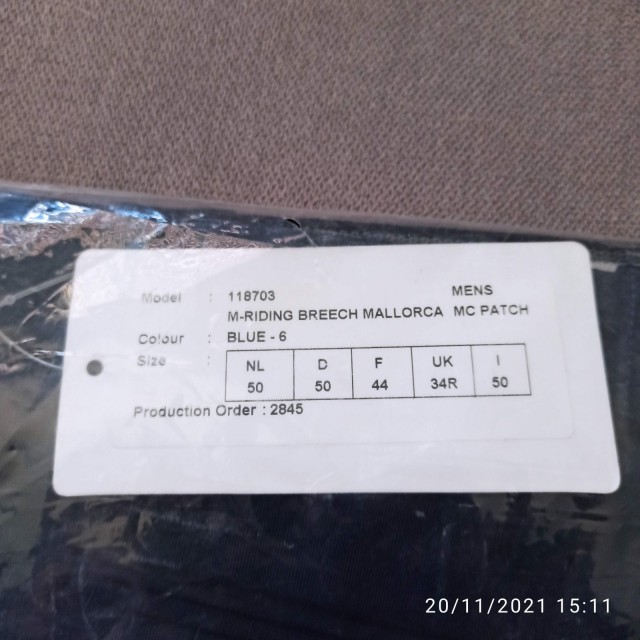 Model : 118703 MENS
M-RIDING BREECH MALLORCA MC PATCH
Colour : BLUE - 6
Size :
NL D F UK I
50 50 44 34R 50
Production Order : 2845
20/11/2021 15:11